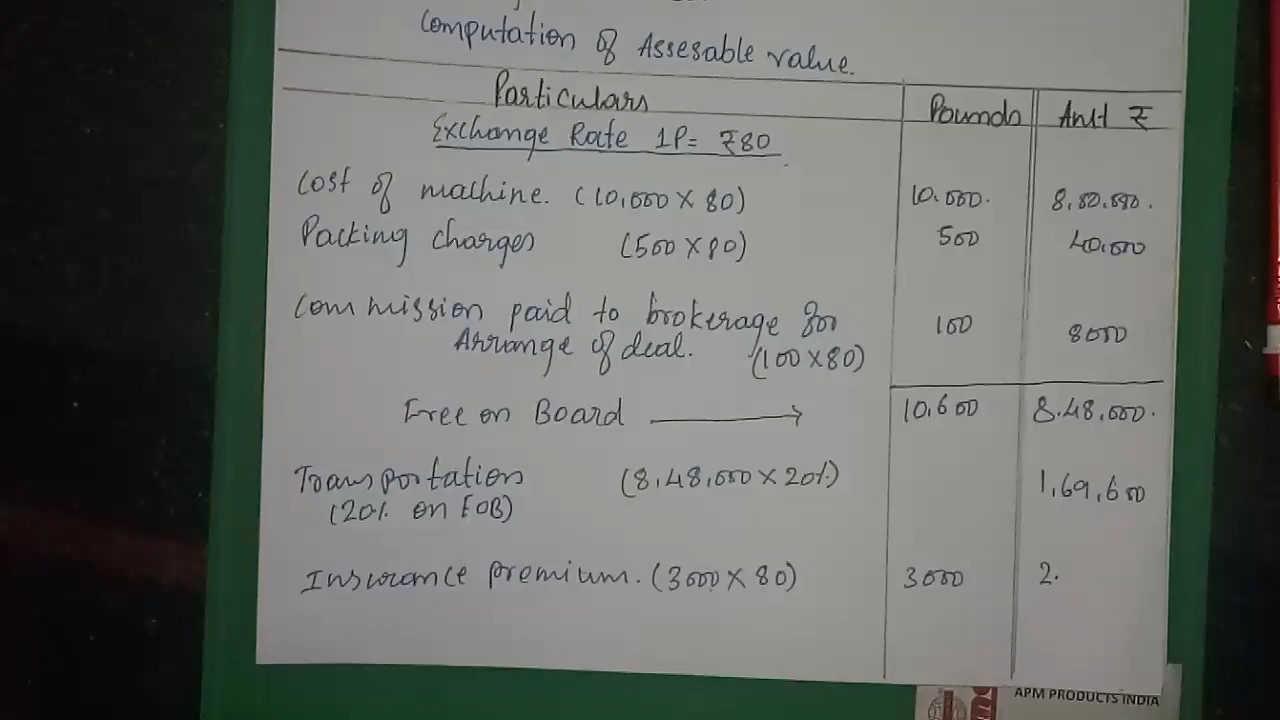 Computation of Assesable value.
Particulars Pounds Amt ₹
Exchange Rate 1P= ₹80
Cost of machine. (10,000 X 80) 10.000. 8,00,000.
Packing charges (500 X 80) 500 40,000
Commission paid to brokerage for 100 8000
Arrange of deal. (100 X 80)
Free on Board → 10,600 8.48,000.
Transportation (8,48,000 X 20%) 1,69,600
(20% on FOB)
Insurance premium. (3000 X 80) 3000 2.
APM PRODUCTS INDIA